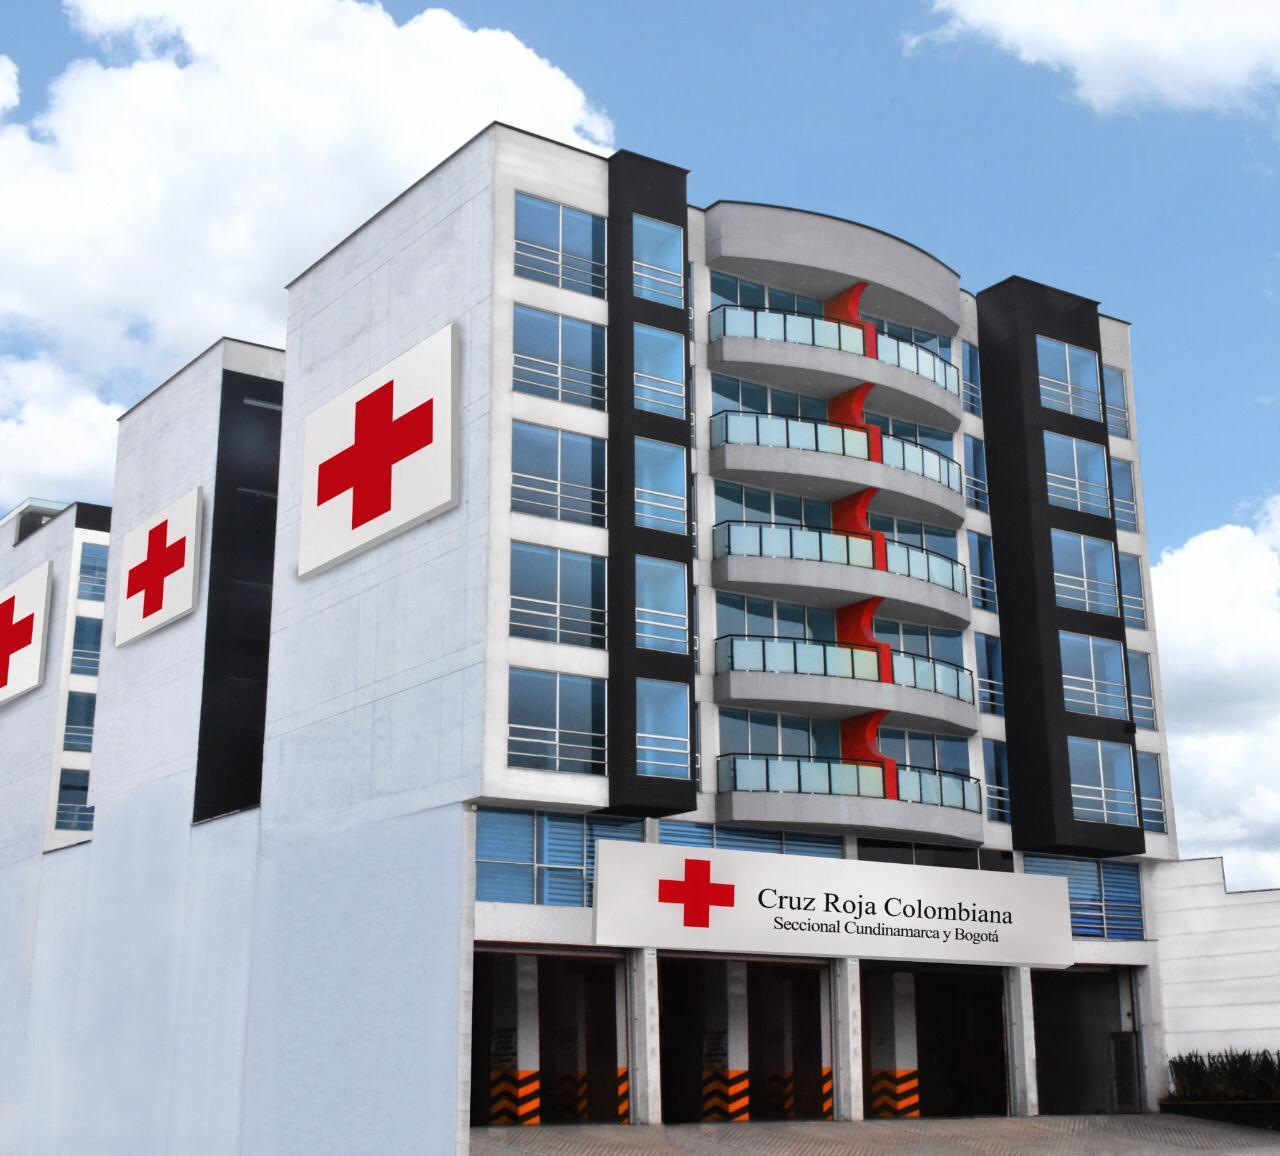 Cruz Roja Colombiana
Seccional Cundinamarca y Bogotá